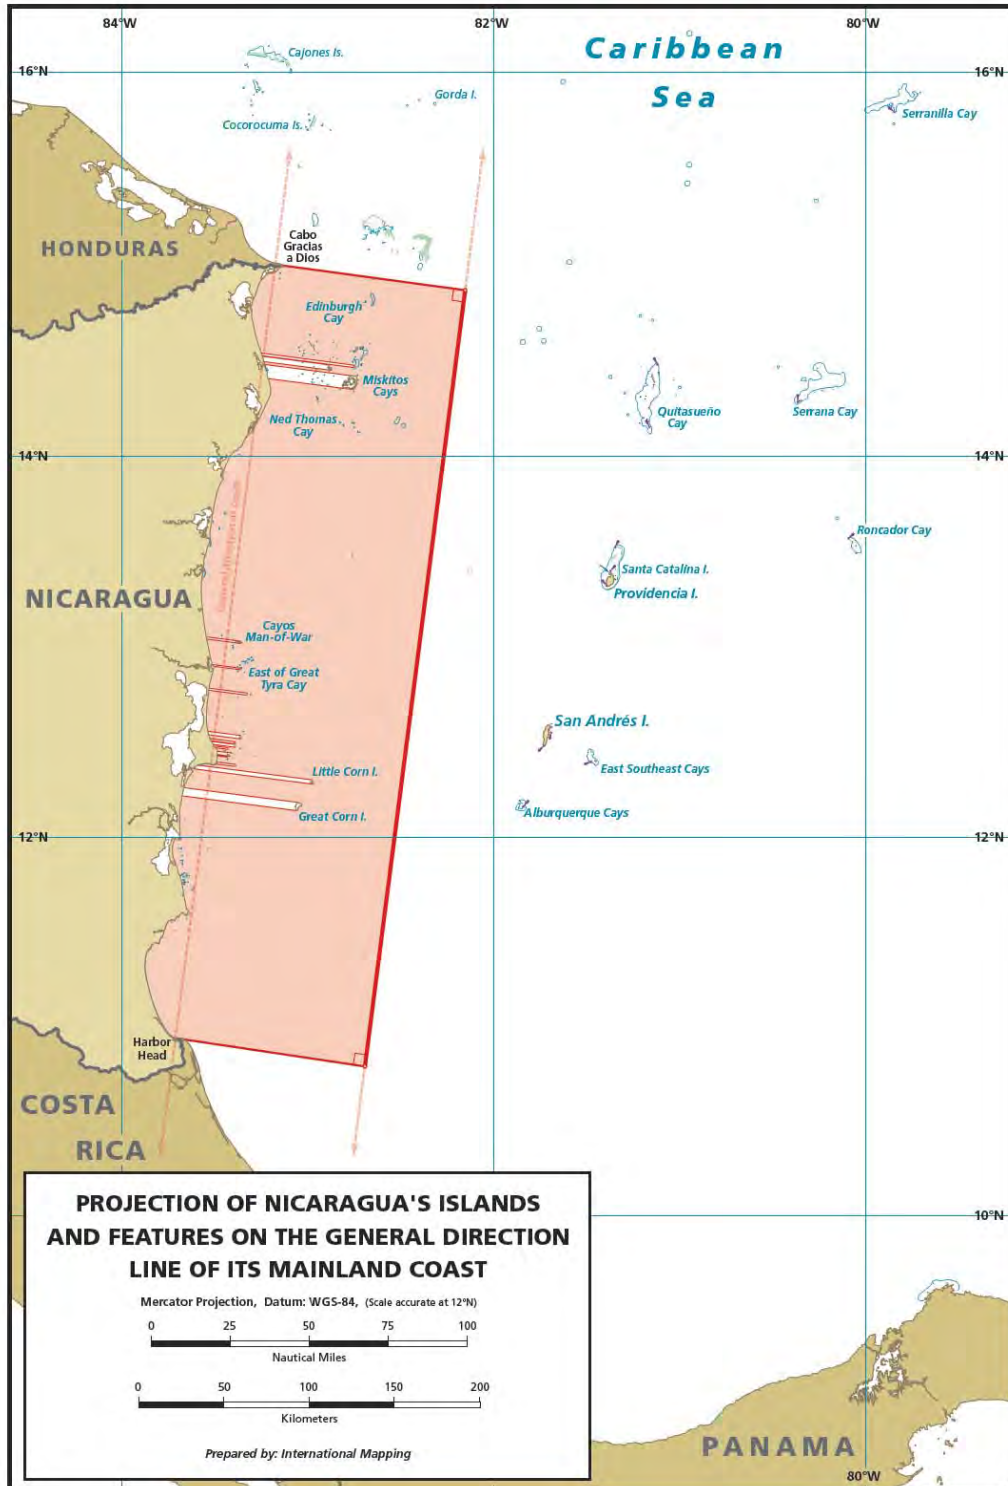 84°W
82°W
80°W
Caribbean
Sea
16°N
16°N
Cajones Is.
Gorda I.
Cocorocuma Is.
Serranilla Cay
HONDURAS
Cabo
Gracias
a Dios
Edinburgh
Cay
Miskitos
Cays
Ned Thomas
Cay
Quitasueño
Cay
Serrana Cay
14°N
14°N
Roncador Cay
Santa Catalina I.
Providencia I.
NICARAGUA
Cayos
Man-of-War
East of Great
Tyra Cay
San Andrés I.
East Southeast Cays
Little Corn I.
Great Corn I.
Alburquerque Cays
12°N
12°N
Harbor
Head
COSTA
RICA
10°N
PROJECTION OF NICARAGUA'S ISLANDS
AND FEATURES ON THE GENERAL DIRECTION
LINE OF ITS MAINLAND COAST
Mercator Projection, Datum: WGS-84, (Scale accurate at 12°N)
0 25 50 75 100
Nautical Miles
0 50 100 150 200
Kilometers
Prepared by: International Mapping
PANAMA
80°W